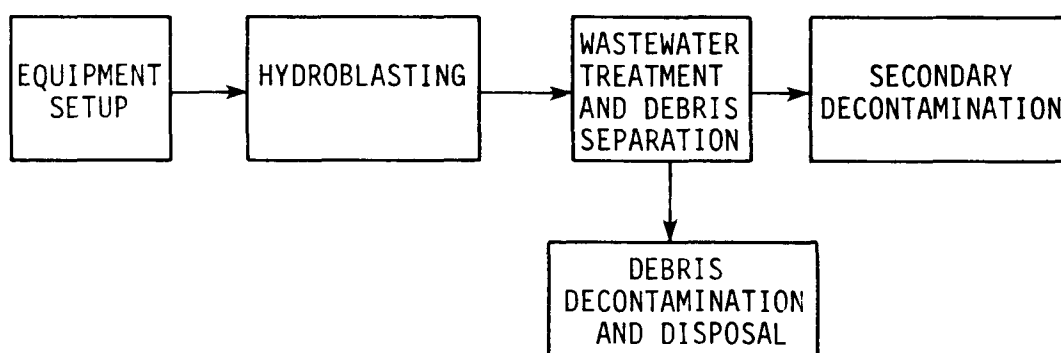 EQUIPMENT
SETUP
HYDROBLASTING
WASTEWATER
TREATMENT
AND DEBRIS
SEPARATION
SECONDARY
DECONTAMINATION
DEBRIS
DECONTAMINATION
AND DISPOSAL